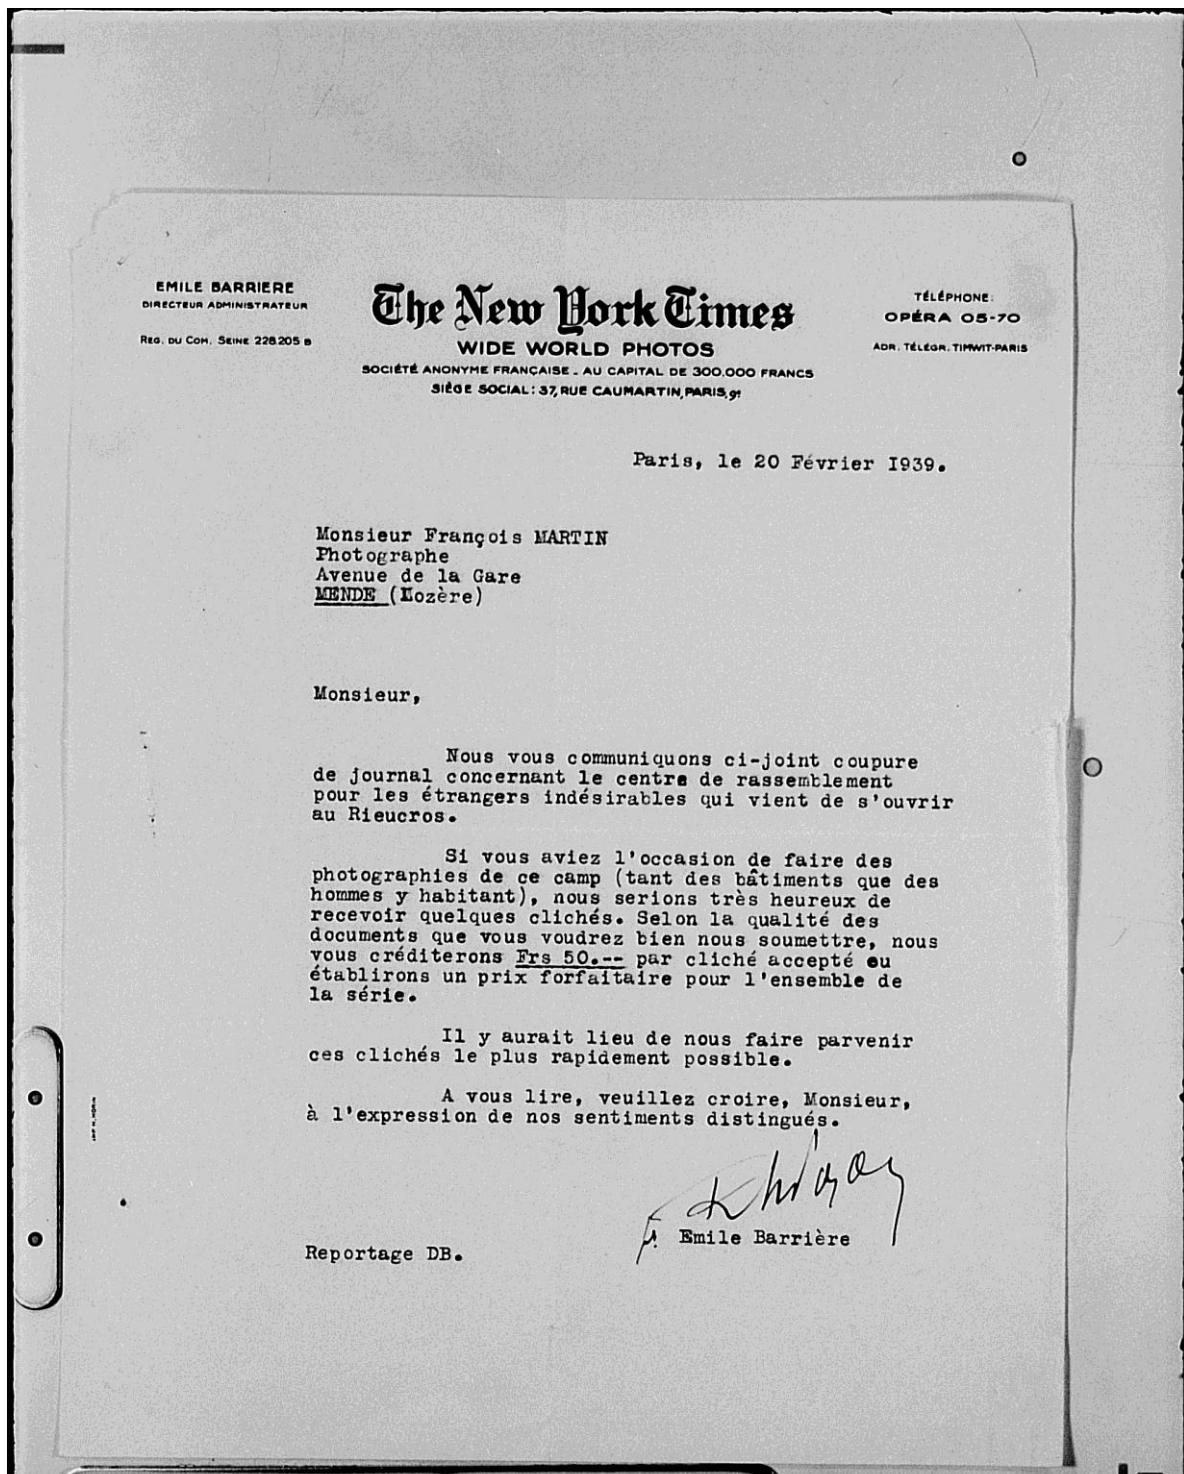 EMILE BARRIERE
DIRECTEUR ADMINISTRATEUR
REG. DU COM. SEINE 228.205 B
The New York Times
WIDE WORLD PHOTOS
SOCIÉTÉ ANONYME FRANÇAISE - AU CAPITAL DE 300.000 FRANCS
SIÈGE SOCIAL: 37, RUE CAUMARTIN, PARIS, 9e
TÉLÉPHONE:
OPÉRA 05-70
ADR. TÉLÉGR. TIMWIT-PARIS
Paris, le 20 Février I939.
Monsieur François MARTIN
Photographe
Avenue de la Gare
MENDE (Lozère)
Monsieur,
Nous vous communiquons ci-joint coupure
de journal concernant le centre de rassemblement
pour les étrangers indésirables qui vient de s'ouvrir
au Rieucros.
Si vous aviez l'occasion de faire des
photographies de ce camp (tant des bâtiments que des
hommes y habitant), nous serions très heureux de
recevoir quelques clichés. Selon la qualité des
documents que vous voudrez bien nous soumettre, nous
vous créditerons Frs 50.-- par cliché accepté ou
établirons un prix forfaitaire pour l'ensemble de
la série.
Il y aurait lieu de nous faire parvenir
ces clichés le plus rapidement possible.
A vous lire, veuillez croire, Monsieur,
à l'expression de nos sentiments distingués.
Emile Barrière
Reportage DB.